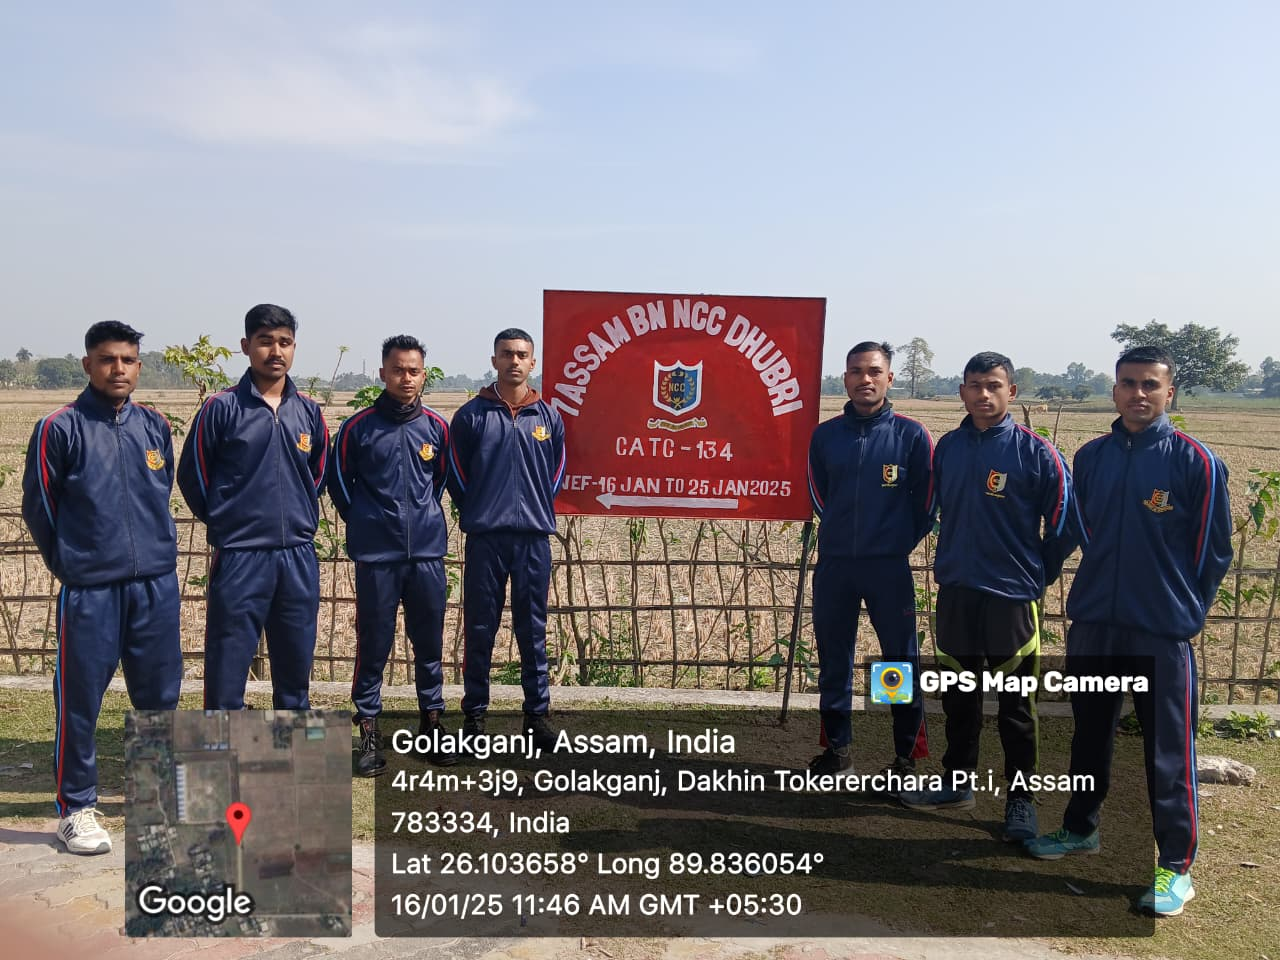 7 ASSAM BN NCC DHUBRI
NCC
CATC - 134
WEF-16 JAN TO 25 JAN 2025
GPS Map Camera
Golakganj, Assam, India
4r4m+3j9, Golakganj, Dakhin Tokererchara Pt.i, Assam
783334, India
Lat 26.103658° Long 89.836054°
16/01/25 11:46 AM GMT +05:30
Google